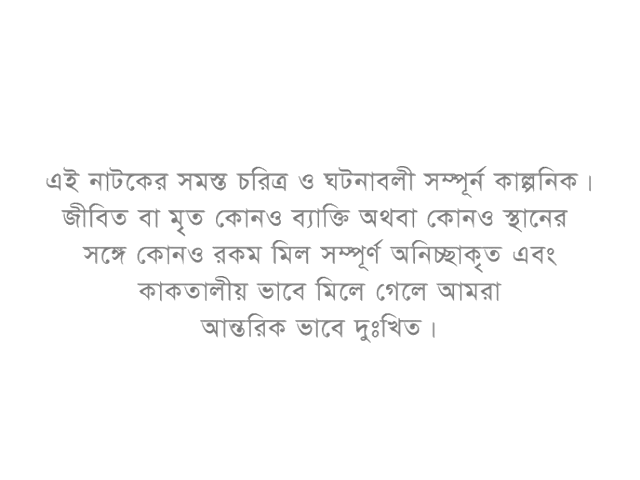 এই নাটকের সমস্ত চরিত্র ও ঘটনাবলী সম্পূর্ন কাল্পনিক।
জীবিত বা মৃত কোনও ব্যাক্তি অথবা কোনও স্থানের
সঙ্গে কোনও রকম মিল সম্পূর্ণ অনিচ্ছাকৃত এবং
কাকতালীয় ভাবে মিলে গেলে আমরা
আন্তরিক ভাবে দুঃখিত।